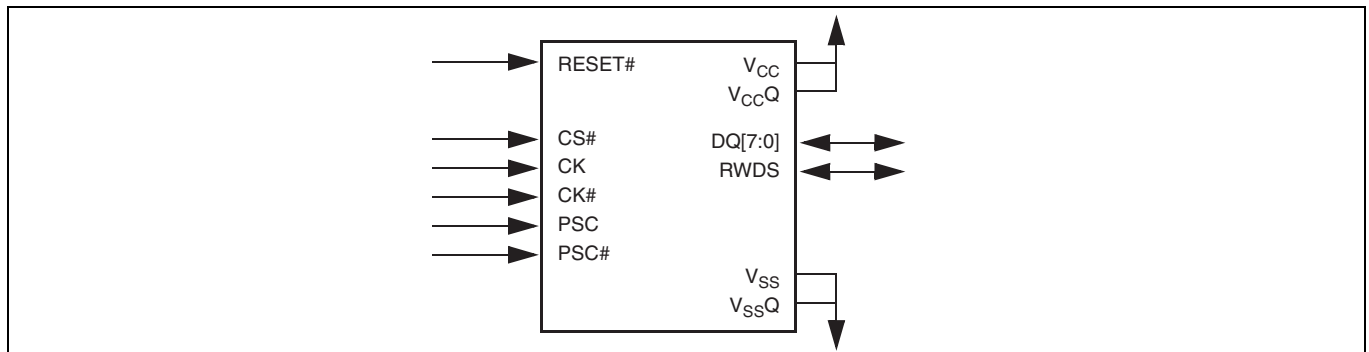 RESET#
CS#
CK
CK#
PSC
PSC#
VCC
VCCQ
DQ[7:0]
RWDS
VSS
VSSQ